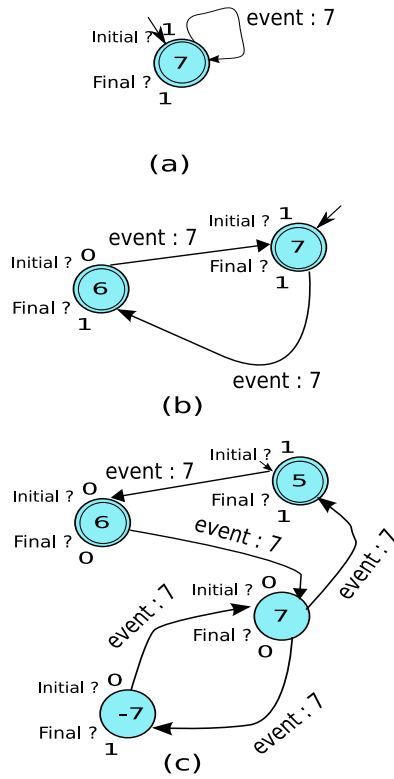 Initial ? 1
event : 7
7
Final ? 1
(a)
Initial ? 1
event : 7
7
Initial ? 0
Final ? 1
6
Final ? 1
event : 7
(b)
Initial ? 1
event : 7
5
Initial ? 0
Final ? 1
6
event : 7
Final ? 0
Initial ? 0
7
event : 7
event : 7
Final ? 0
Initial ? 0
-7
event : 7
Final ? 1
(c)